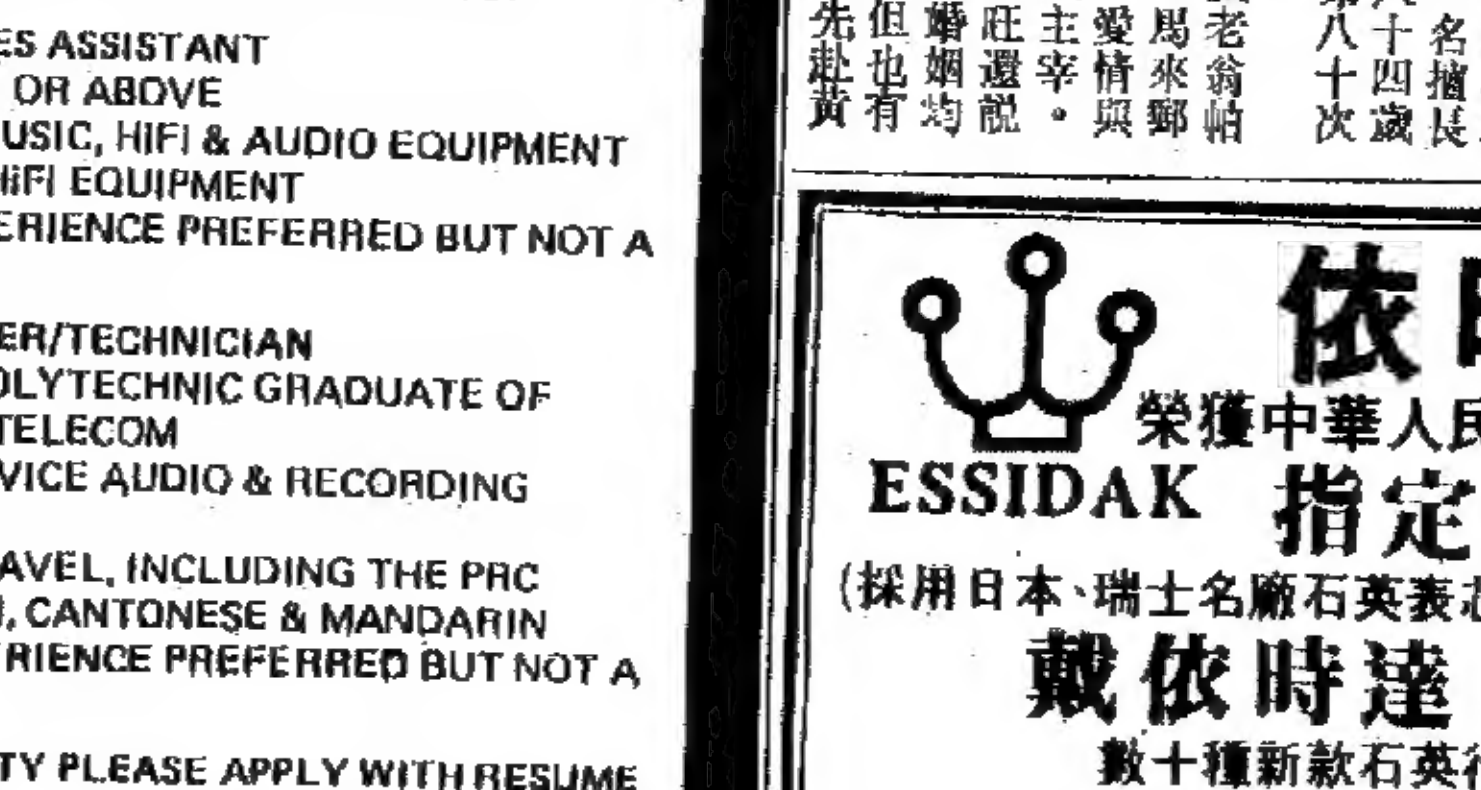 ES ASSISTANT
OR ABOVE
USIC, HIFI & AUDIO EQUIPMENT
HIFI EQUIPMENT
ERIENCE PREFERRED BUT NOT A
ER/TECHNICIAN
OLYTECHNIC GRADUATE OF
TELECOM
VICE AUDIO & RECORDING
AVEL, INCLUDING THE PRC
, CANTONESE & MANDARIN
RIENCE PREFERRED BUT NOT A
TY PLEASE APPLY WITH RESUME
名擅長
十四歲
八十次
老翁帕
馬來郵
愛情與
主宰。
旺還説
婚姻均
但也有
先赴黃
依
榮獲中華人民
ESSIDAK
指定
(採用日本、瑞士名廠石英表芯
戴依時達
數十種新款石英